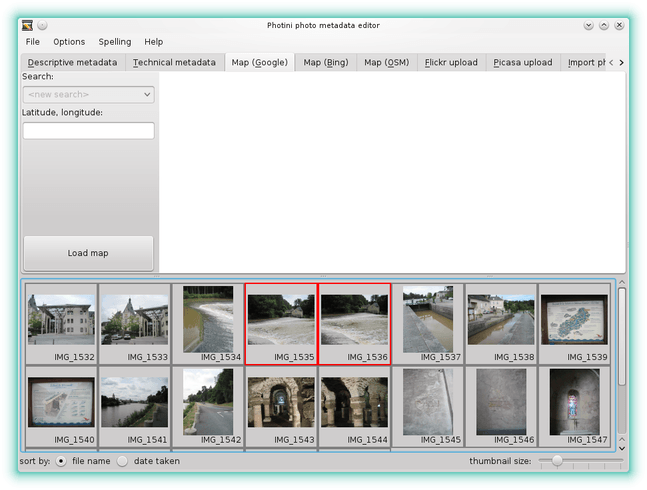 Photini photo metadata editor
File Options Spelling Help
Descriptive metadata Technical metadata Map (Google) Map (Bing) Map (OSM) Flickr upload Picasa upload Import ph
Search:
<new search>
Latitude, longitude:
Load map
IMG_1532 IMG_1533 IMG_1534 IMG_1535 IMG_1536 IMG_1537 IMG_1538 IMG_1539
IMG_1540 IMG_1541 IMG_1542 IMG_1543 IMG_1544 IMG_1545 IMG_1546 IMG_1547
sort by: file name date taken thumbnail size: